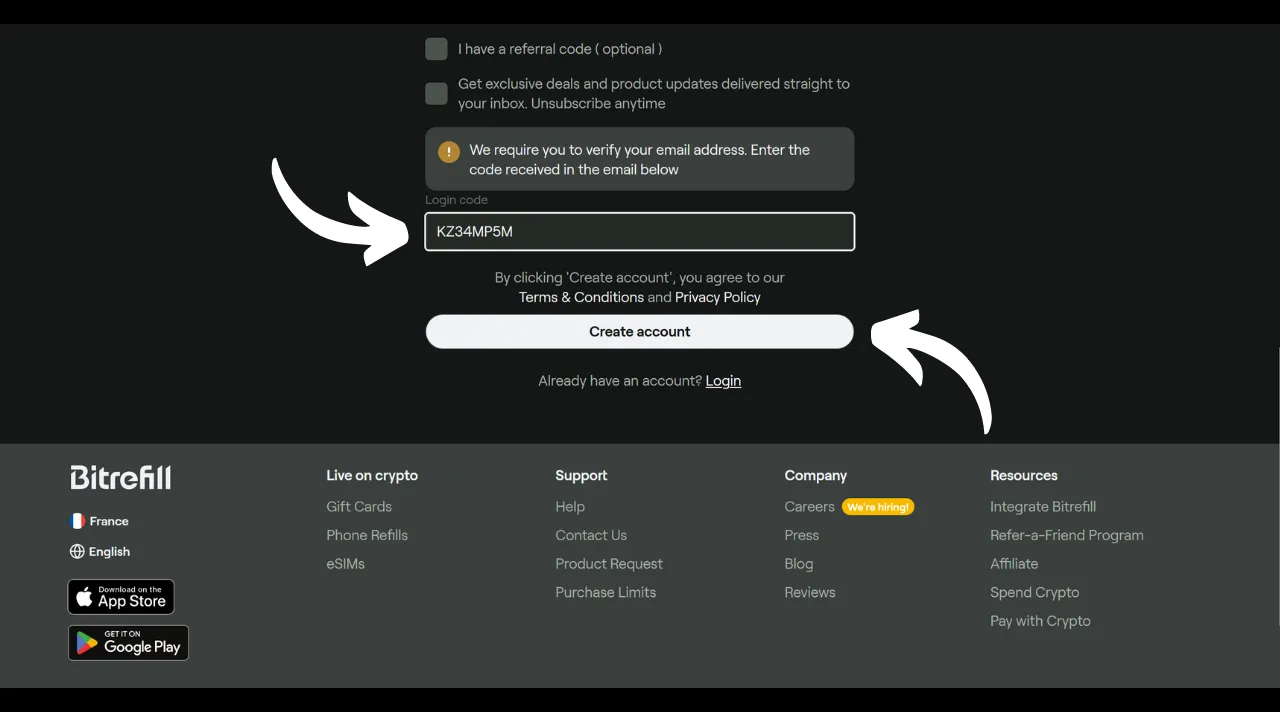 I have a referral code ( optional )
Get exclusive deals and product updates delivered straight to
your inbox. Unsubscribe anytime
!
We require you to verify your email address. Enter the
code received in the email below
Login code
KZ34MP5M
By clicking 'Create account', you agree to our
Terms & Conditions and Privacy Policy
Create account
Already have an account? Login
Bitrefill
France
English
Download on the
App Store
GET IT ON
Google Play
Live on crypto
Gift Cards
Phone Refills
eSIMs
Support
Help
Contact Us
Product Request
Purchase Limits
Company
Careers We're hiring!
Press
Blog
Reviews
Resources
Integrate Bitrefill
Refer-a-Friend Program
Affiliate
Spend Crypto
Pay with Crypto